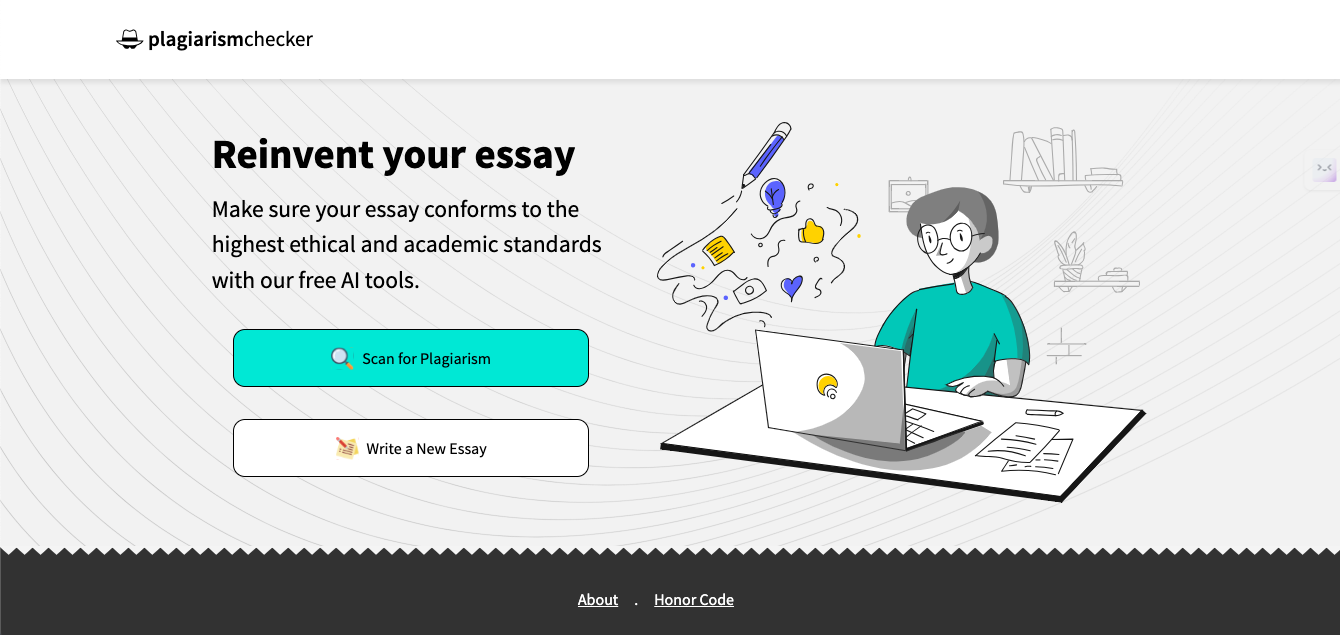 plagiarismchecker
Reinvent your essay
Make sure your essay conforms to the
highest ethical and academic standards
with our free AI tools.
Scan for Plagiarism
Write a New Essay
About . Honor Code